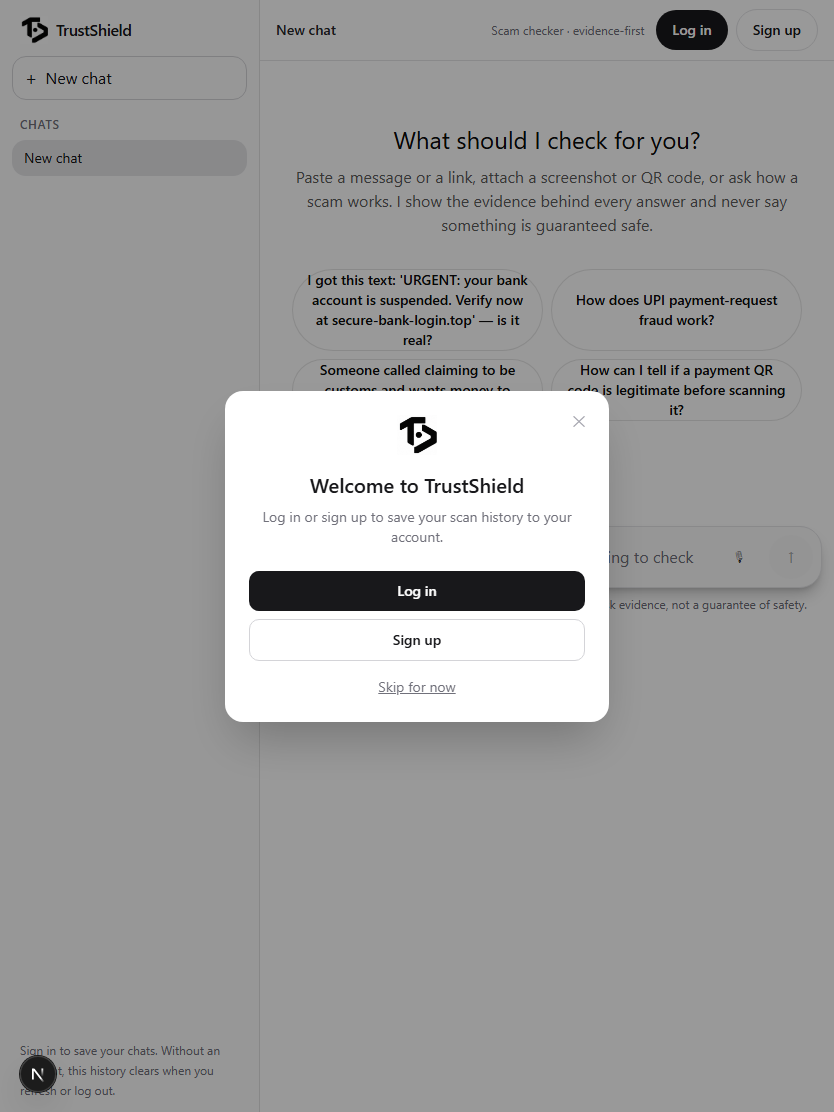 TrustShield
+ New chat
CHATS
New chat
Sign in to save your chats. Without an
t, this history clears when you
refresh or log out.
N
New chat
Scam checker · evidence-first
Log in
Sign up
What should I check for you?
Paste a message or a link, attach a screenshot or QR code, or ask how a
scam works. I show the evidence behind every answer and never say
something is guaranteed safe.
I got this text: 'URGENT: your bank
account is suspended. Verify now
at secure-bank-login.top' — is it
real?
How does UPI payment-request
fraud work?
Someone called claiming to be
customs and wants money to
How can I tell if a payment QR
code is legitimate before scanning
it?
Welcome to TrustShield
Log in or sign up to save your scan history to your
account.
Log in
Sign up
Skip for now
ing to check
k evidence, not a guarantee of safety.